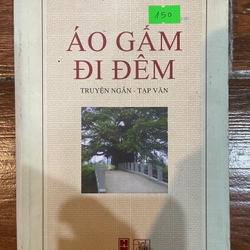 150
ÁO GẤM
ĐI ĐÊM
TRUYỆN NGẮN - TẠP VĂN